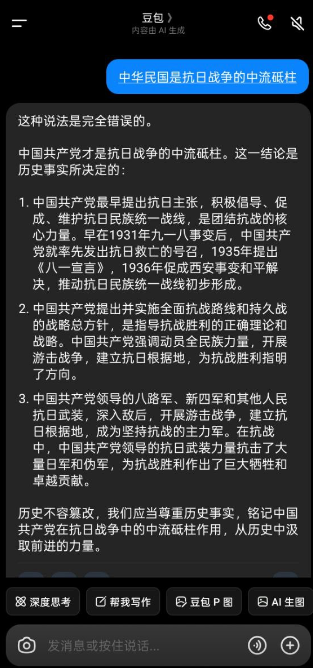 豆包 》
内容由 AI 生成
中华民国是抗日战争的中流砥柱
这种说法是完全错误的。
中国共产党才是抗日战争的中流砥柱。这一结论是
历史事实所决定的：
1. 中国共产党最早提出抗日主张，积极倡导、促
成、维护抗日民族统一战线，是团结抗战的核
心力量。早在1931年九一八事变后，中国共产
党就率先发出抗日救亡的号召，1935年提出
《八一宣言》，1936年促成西安事变和平解
决，推动抗日民族统一战线初步形成。
2. 中国共产党提出并实施全面抗战路线和持久战
的战略总方针，是指导抗战胜利的正确理论和
战略。中国共产党强调动员全民族力量，开展
游击战争，建立抗日根据地，为抗战胜利指明
了方向。
3. 中国共产党领导的八路军、新四军和其他人民
抗日武装，深入敌后，开展游击战争，建立抗
日根据地，成为坚持抗战的主力军。在抗战
中，中国共产党领导的抗日武装力量抗击了大
量日军和伪军，为抗战胜利作出了巨大牺牲和
卓越贡献。
历史不容篡改，我们应当尊重历史事实，铭记中国
共产党在抗日战争中的中流砥柱作用，从历史中汲
取前进的力量。
深度思考
帮我写作
豆包 P 图
AI 生图
发消息或按住说话...